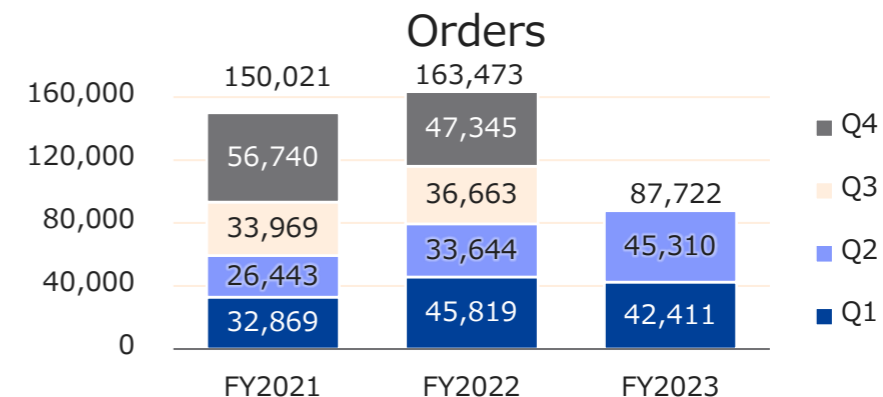 Orders
150,021 163,473
160,000
56,740 47,345 Q4
120,000
36,663 87,722 Q3
33,969
80,000
26,443 33,644 45,310 Q2
40,000
32,869 45,819 42,411 Q1
0
FY2021 FY2022 FY2023